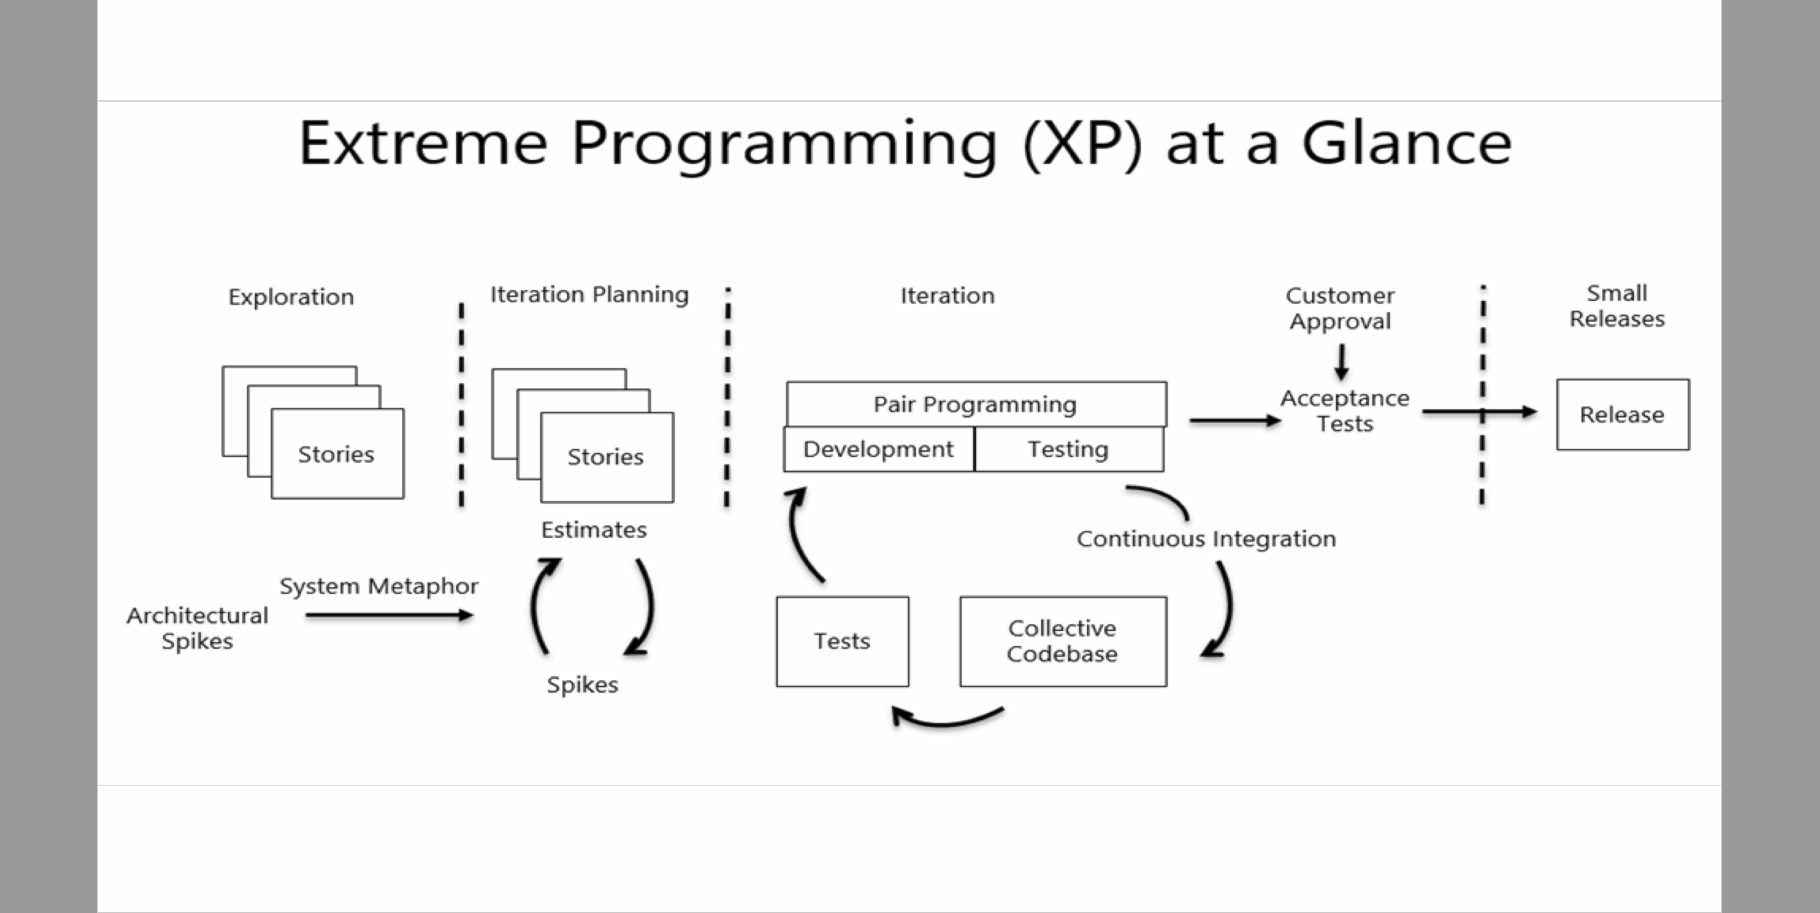 Extreme Programming (XP) at a Glance
Exploration
Iteration Planning
Iteration
Customer
Approval
Small
Releases
Stories
Stories
Pair Programming
Development
Testing
Acceptance
Tests
Release
Estimates
Continuous Integration
System Metaphor
Architectural
Spikes
Spikes
Tests
Collective
Codebase